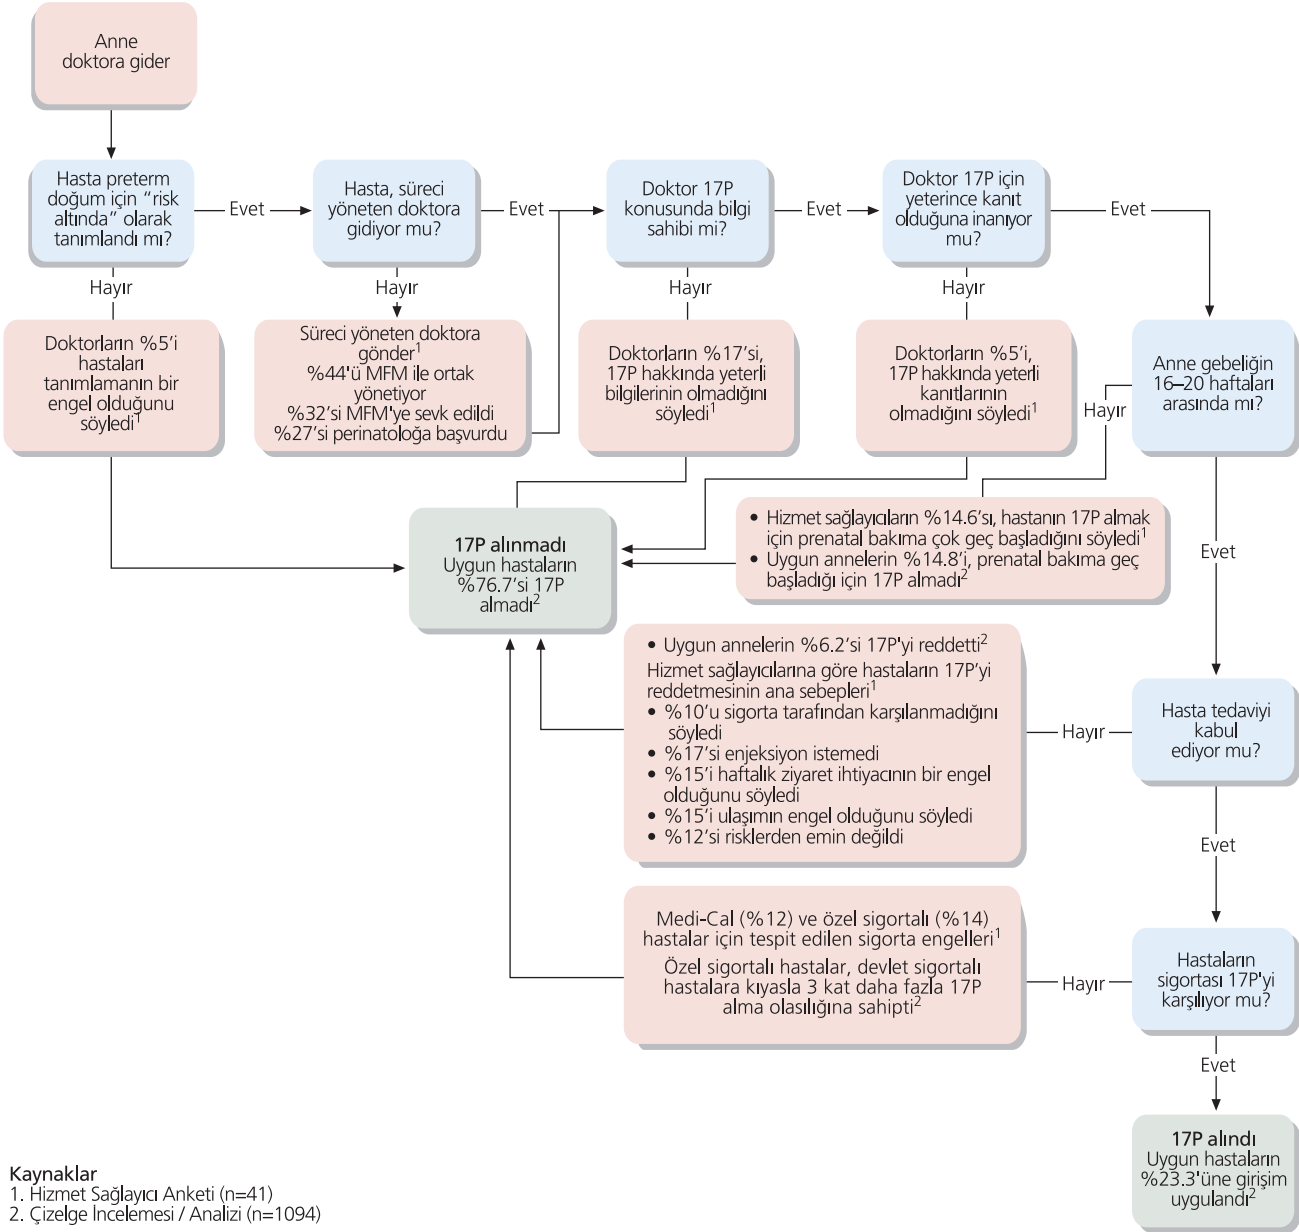 Anne
doktora gider
Hasta preterm
doğum için “risk
altında” olarak
tanımlandı mı?
Evet
Hasta, süreci
yöneten doktora
gidiyor mu?
Evet
Doktor 17P
konusunda bilgi
sahibi mi?
Evet
Doktor 17P için
yeterince kanıt
olduğuna inanıyor
mu?
Evet
Hayır
Hayır
Hayır
Hayır
Doktorların %5’i
hastaları
tanımlamanın bir
engel olduğunu
söyledi1
Süreci yöneten doktora
gönder1
%44'ü MFM ile ortak
yönetiyor
%32’si MFM'ye sevk edildi
%27’si perinatoloğa başvurdu
Doktorların %17’si,
17P hakkında yeterli
bilgilerinin olmadığını
söyledi1
Doktorların %5’i,
17P hakkında yeterli
kanıtlarının
olmadığını söyledi1
Hayır
Anne gebeliğin
16–20 haftaları
arasında mı?
17P alınmadı
Uygun hastaların
%76.7’si 17P
almadı2
• Hizmet sağlayıcıların %14.6’sı, hastanın 17P almak
için prenatal bakıma çok geç başladığını söyledi1
• Uygun annelerin %14.8’i, prenatal bakıma geç
başladığı için 17P almadı2
Evet
• Uygun annelerin %6.2’si 17P'yi reddetti2
Hizmet sağlayıcılarına göre hastaların 17P’yi
reddetmesinin ana sebepleri1
• %10’u sigorta tarafından karşılanmadığını
söyledi
• %17’si enjeksiyon istemedi
• %15’i haftalık ziyaret ihtiyacının bir engel
olduğunu söyledi
• %15’i ulaşımın engel olduğunu söyledi
• %12’si risklerden emin değildi
Hayır
Hasta tedaviyi
kabul
ediyor mu?
Evet
Medi-Cal (%12) ve özel sigortalı (%14)
hastalar için tespit edilen sigorta engelleri1
Özel sigortalı hastalar, devlet sigortalı
hastalara kıyasla 3 kat daha fazla 17P
alma olasılığına sahipti2
Hayır
Hastaların
sigortası 17P'yi
karşılıyor mu?
Evet
17P alındı
Uygun hastaların
%23.3'üne girişim
uygulandı2
Kaynaklar
1. Hizmet Sağlayıcı Anketi (n=41)
2. Çizelge İncelemesi / Analizi (n=1094)